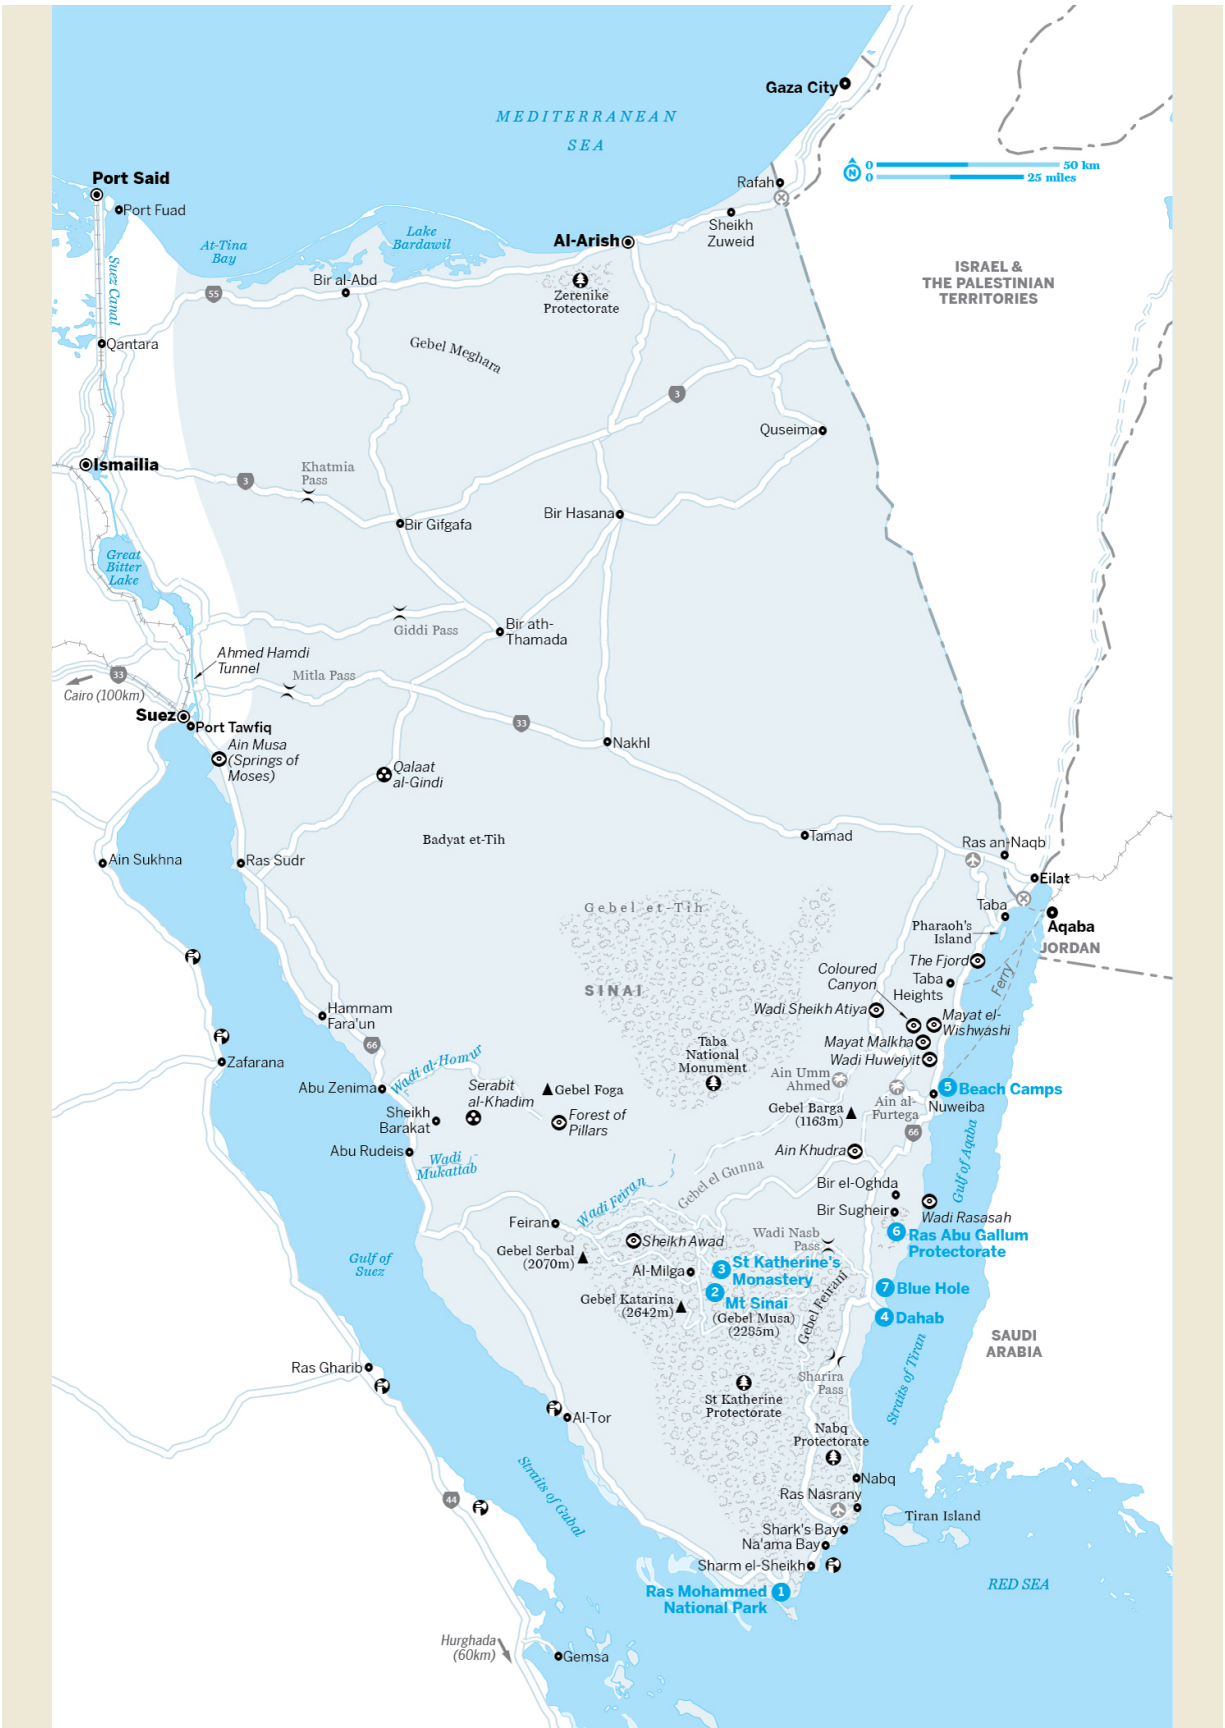 Gaza City
MEDITERRANEAN
SEA
0
50 km
N
0
25 miles
Port Said
Rafah
Port Fuad
Sheikh
Zuweid
Lake
Bardawil
At-Tina
Bay
Al-Arish
Suez Canal
ISRAEL &
THE PALESTINIAN
TERRITORIES
Bir al-Abd
55
Zerenike
Protectorate
Qantara
Gebel Meghara
3
Quseima
Ismailia
Khatmia
Pass
3
Bir Gifgafa
Bir Hasana
Great
Bitter
Lake
Giddi Pass
Bir ath-
Thamada
Ahmed Hamdi
Tunnel
33
Mitla Pass
Cairo (100km)
Suez
Port Tawfiq
33
Nakhl
Ain Musa
(Springs of
Moses)
Qalaat
al-Gindi
Badyat et-Tih
Tamad
Ras an-Naqb
Ain Sukhna
Ras Sudr
Eilat
Gebel et-Tih
Taba
Aqaba
Pharaoh's
Island
JORDAN
The Fjord
Coloured
Canyon
Taba
Heights
Ferry
SINAI
Wadi Sheikh Atiya
Mayat el-
Wishwashi
Hammam
Fara'un
66
Mayat Malkha
Wadi Huweiyit
Taba
National
Monument
Zafarana
Wadi al-Homur
Ain Umm
Ahmed
Abu Zenima
Serabit
al-Khadim
Gebel Foga
5
Beach Camps
Ain al-
Furtega
Nuweiba
Gebel Barga
(1163m)
Sheikh
Barakat
Forest of
Pillars
66
Abu Rudeis
Wadi
Mukattab
Ain Khudra
Gulf of Aqaba
Gebel el Gunna
Bir el-Oghda
Wadi Feiran
Bir Sugheir
Wadi Rasasah
Feiran
6
Ras Abu Gallum
Protectorate
Wadi Nasb
Pass
Sheikh Awad
Gebel Serbal
(2070m)
Gulf of
Suez
Al-Milga
3
St Katherine's
Monastery
7
Blue Hole
2
Mt Sinai
(Gebel Musa)
(2285m)
Gebel Katarina
(2642m)
Gebel Feirani
4
Dahab
SAUDI
ARABIA
Straits of Tiran
Ras Gharib
Sharira
Pass
St Katherine
Protectorate
Al-Tor
Nabq
Protectorate
Nabq
Straits of Gubal
Ras Nasrany
44
Tiran Island
Shark's Bay
Na'ama Bay
Sharm el-Sheikh
RED SEA
Ras Mohammed
National Park
1
Hurghada
(60km)
Gemsa